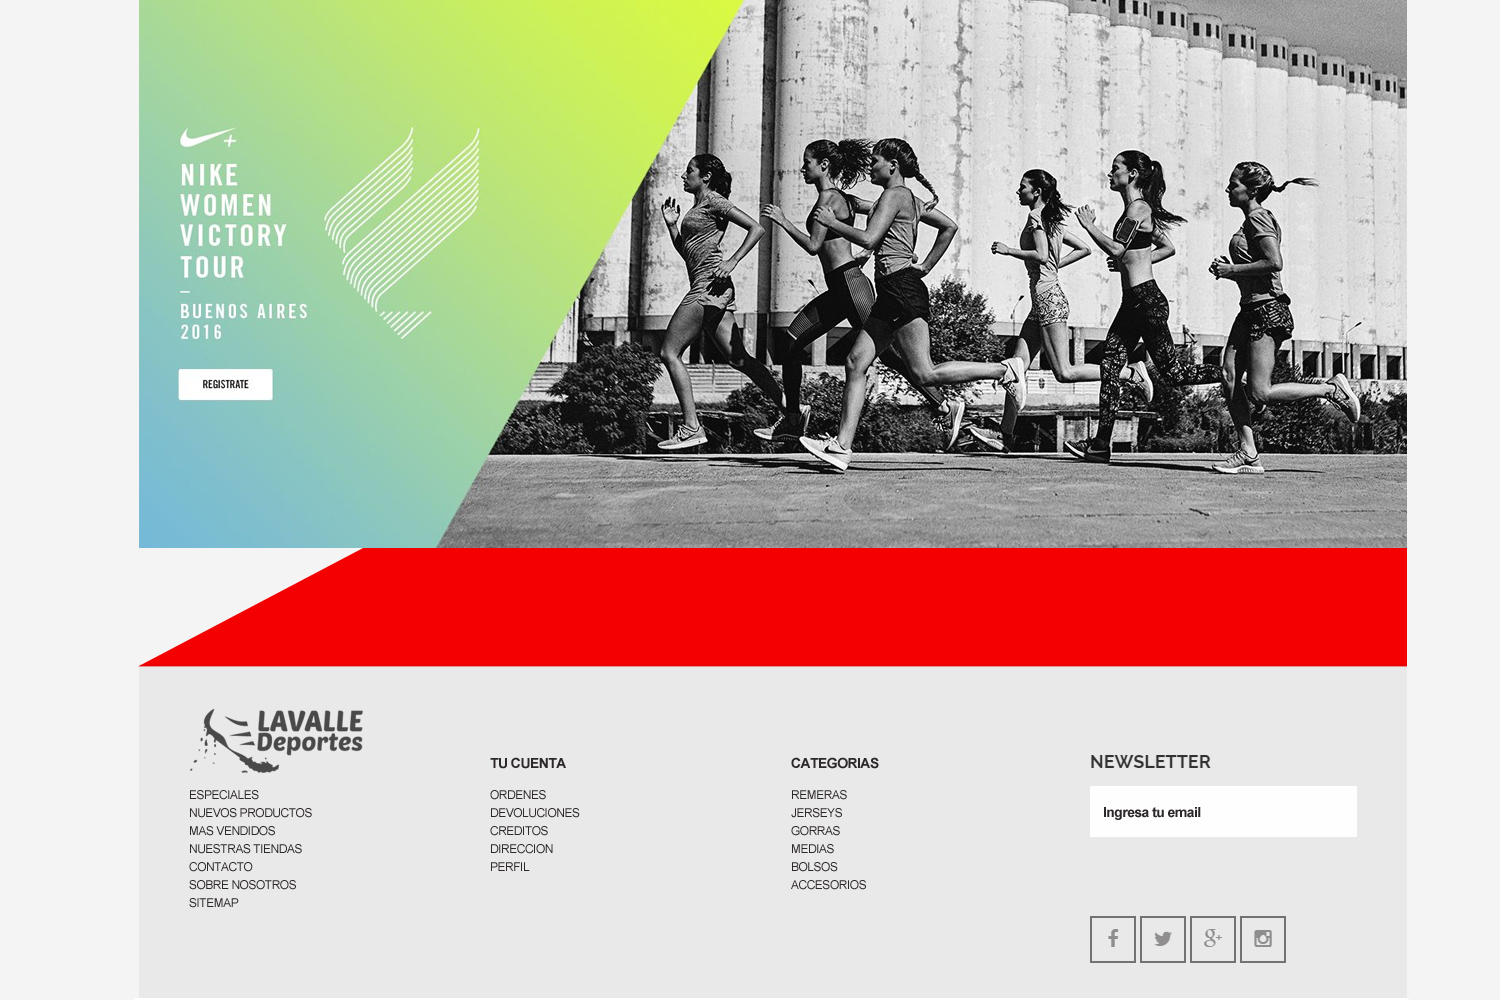 NIKE
WOMEN
VICTORY
TOUR
BUENOS AIRES
2016
REGISTRATE
LAVALLE
Deportes
ESPECIALES
NUEVOS PRODUCTOS
MAS VENDIDOS
NUESTRAS TIENDAS
CONTACTO
SOBRE NOSOTROS
SITEMAP
TU CUENTA
ORDENES
DEVOLUCIONES
CREDITOS
DIRECCION
PERFIL
CATEGORIAS
REMERAS
JERSEYS
GORRAS
MEDIAS
BOLSOS
ACCESORIOS
NEWSLETTER
Ingresa tu email